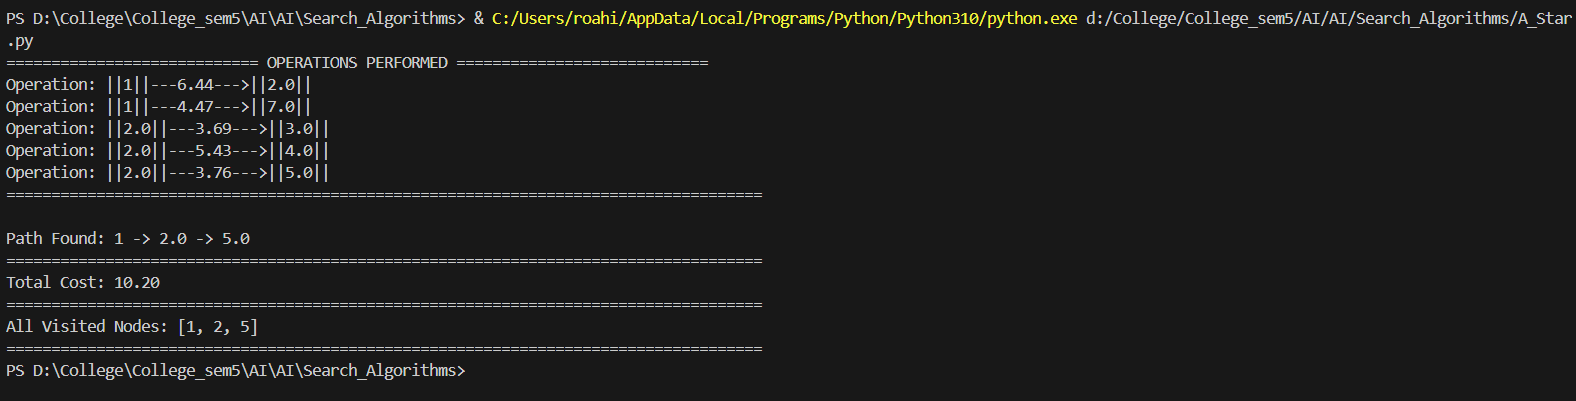 PS D:\College\College_sem5\AI\AI\Search_Algorithms> & C:/Users/roahi/AppData/Local/Programs/Python/Python310/python.exe d:/College/College_sem5/AI/AI/Search_Algorithms/A_Star
.py
============================ OPERATIONS PERFORMED ============================
Operation: ||1||---6.44--->||2.0||
Operation: ||1||---4.47--->||7.0||
Operation: ||2.0||---3.69--->||3.0||
Operation: ||2.0||---5.43--->||4.0||
Operation: ||2.0||---3.76--->||5.0||
====================================================================================
Path Found: 1 -> 2.0 -> 5.0
====================================================================================
Total Cost: 10.20
====================================================================================
All Visited Nodes: [1, 2, 5]
====================================================================================
PS D:\College\College_sem5\AI\AI\Search_Algorithms>